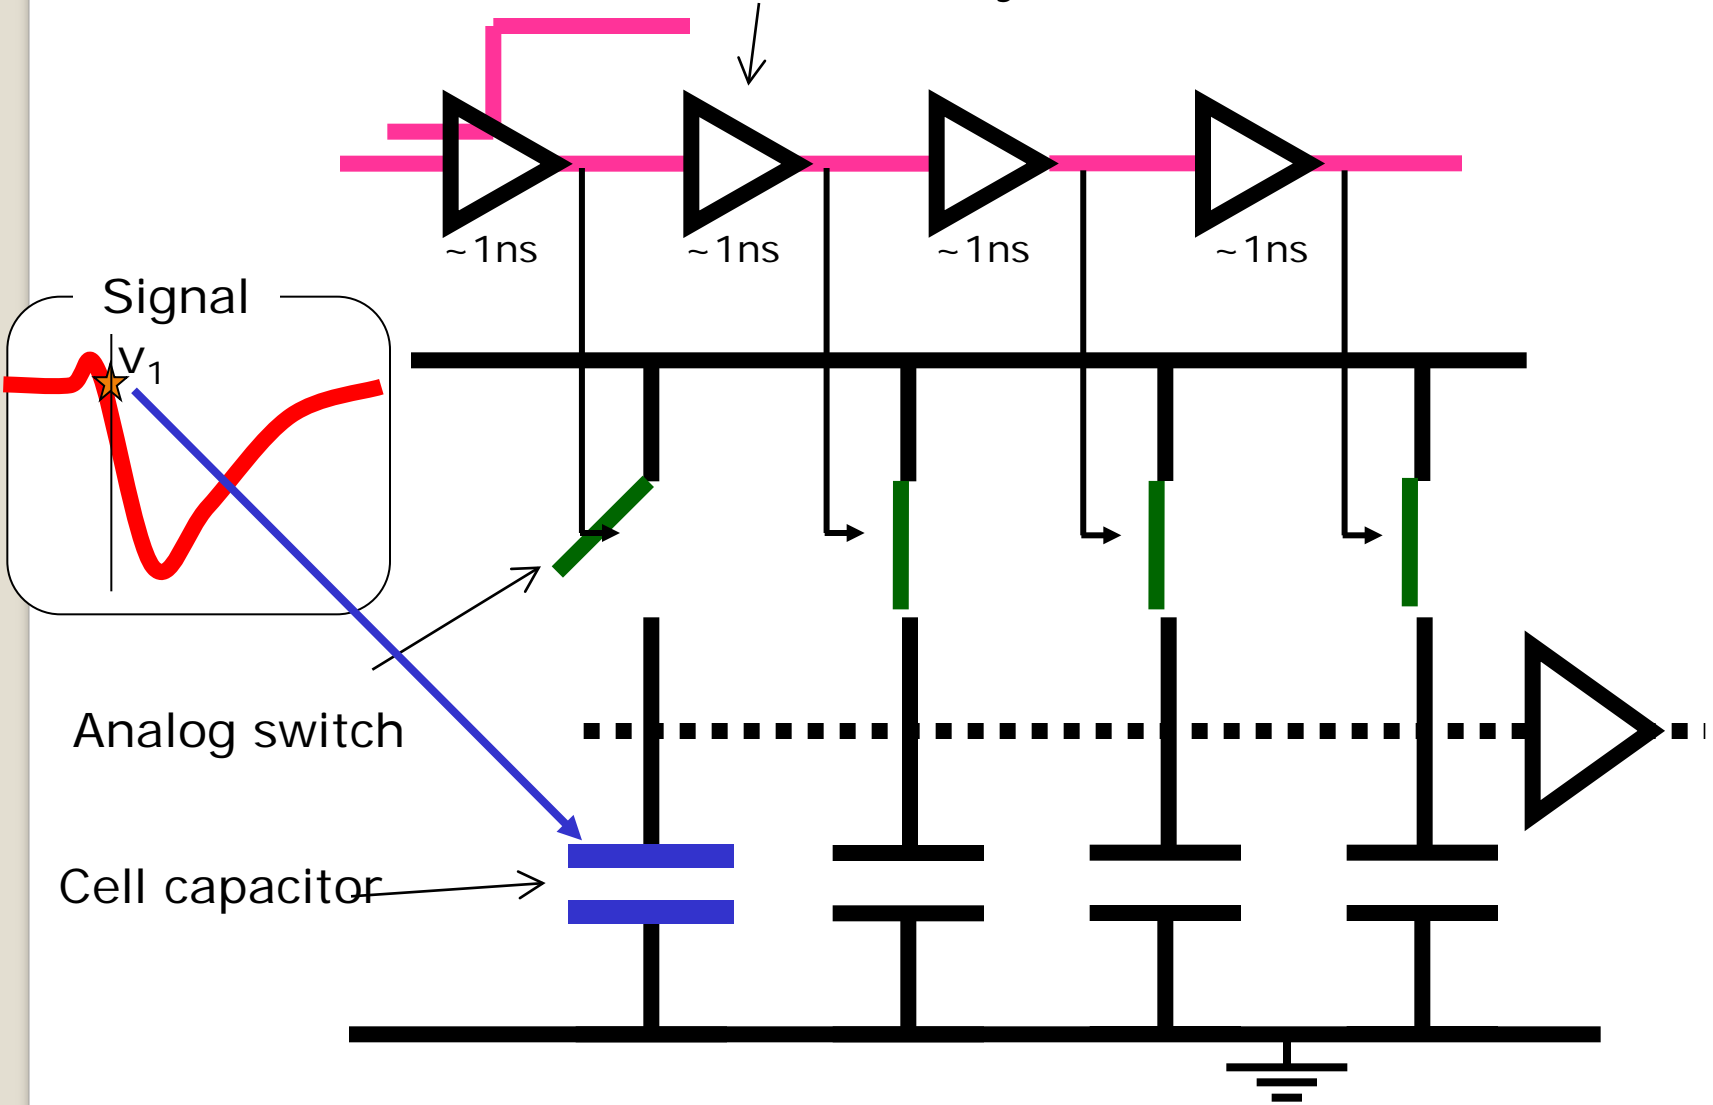 ~1ns ~1ns ~1ns ~1ns
Signal
v1
Analog switch
Cell capacitor